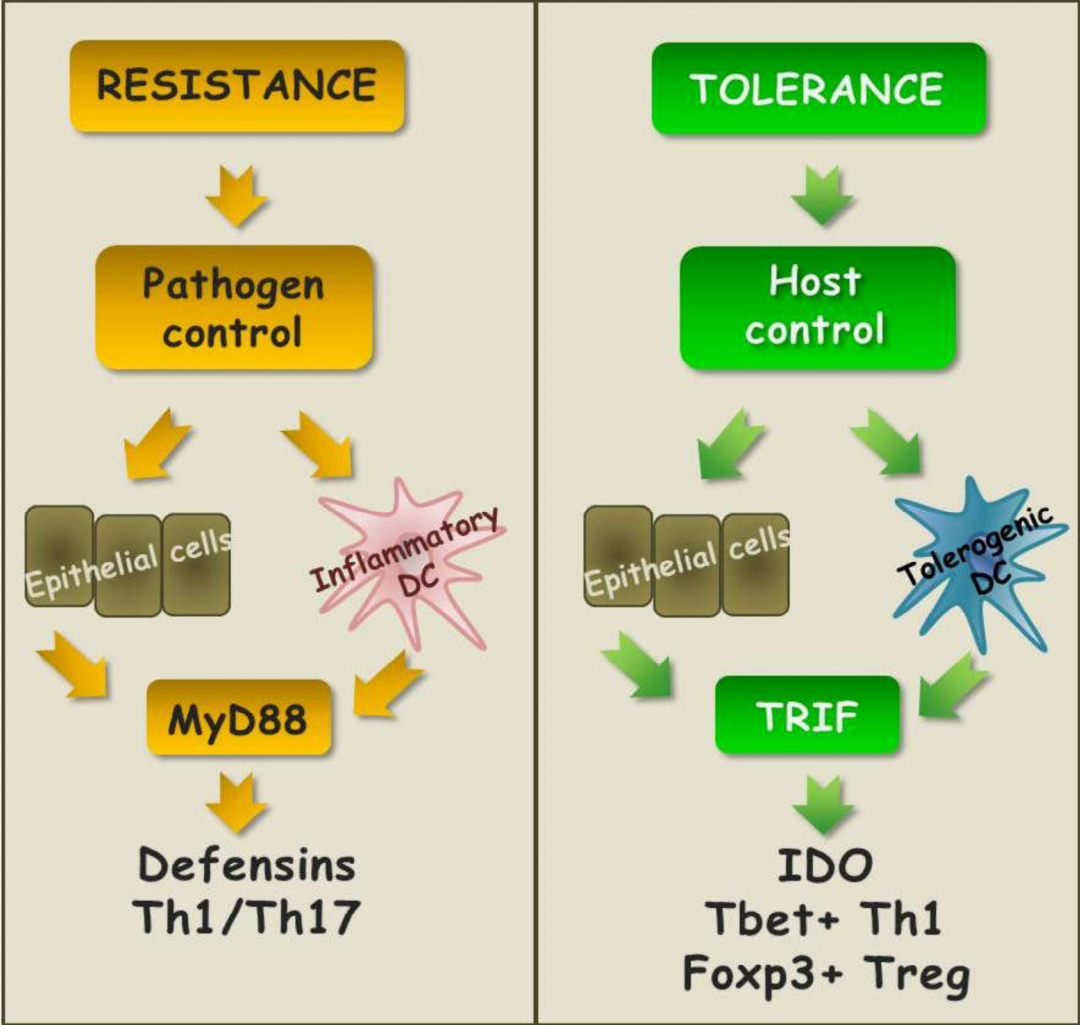 RESISTANCE
Pathogen
control
Epithelial cells
Inflammatory
DC
MyD88
Defensins
Th1/Th17
TOLERANCE
Host
control
Epithelial cells
Tolerogenic
DC
TRIF
IDO
Tbet+ Th1
Foxp3+ Treg